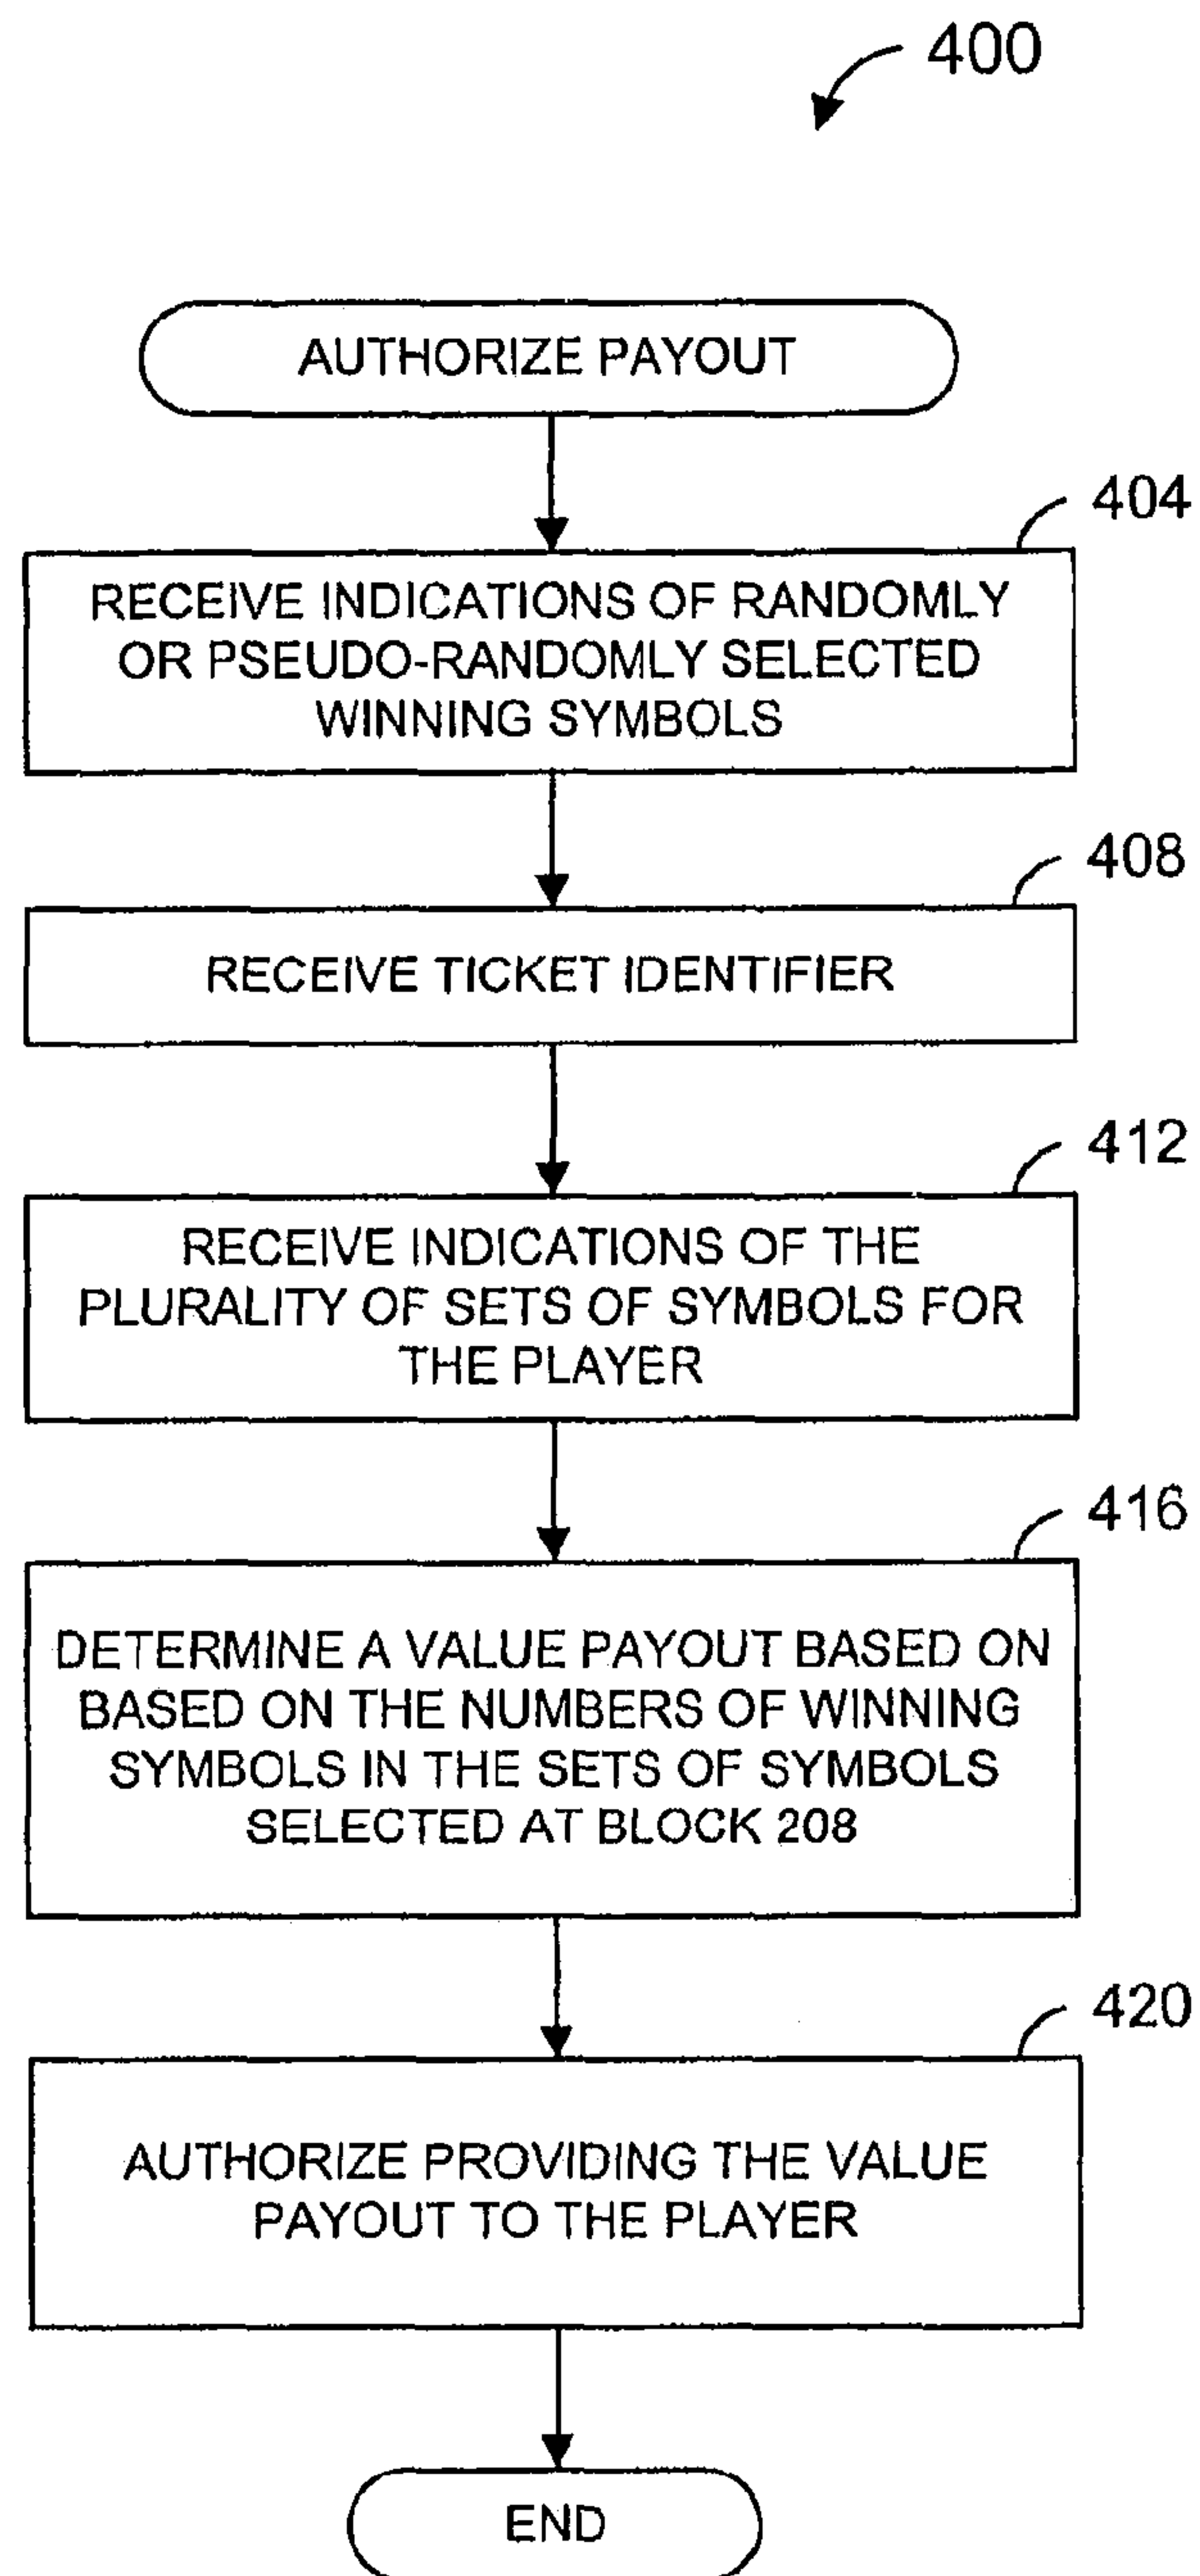 400
AUTHORIZE PAYOUT
404
RECEIVE INDICATIONS OF RANDOMLY
OR PSEUDO-RANDOMLY SELECTED
WINNING SYMBOLS
408
RECEIVE TICKET IDENTIFIER
412
RECEIVE INDICATIONS OF THE
PLURALITY OF SETS OF SYMBOLS FOR
THE PLAYER
416
DETERMINE A VALUE PAYOUT BASED ON
BASED ON THE NUMBERS OF WINNING
SYMBOLS IN THE SETS OF SYMBOLS
SELECTED AT BLOCK 208
420
AUTHORIZE PROVIDING THE VALUE
PAYOUT TO THE PLAYER
END